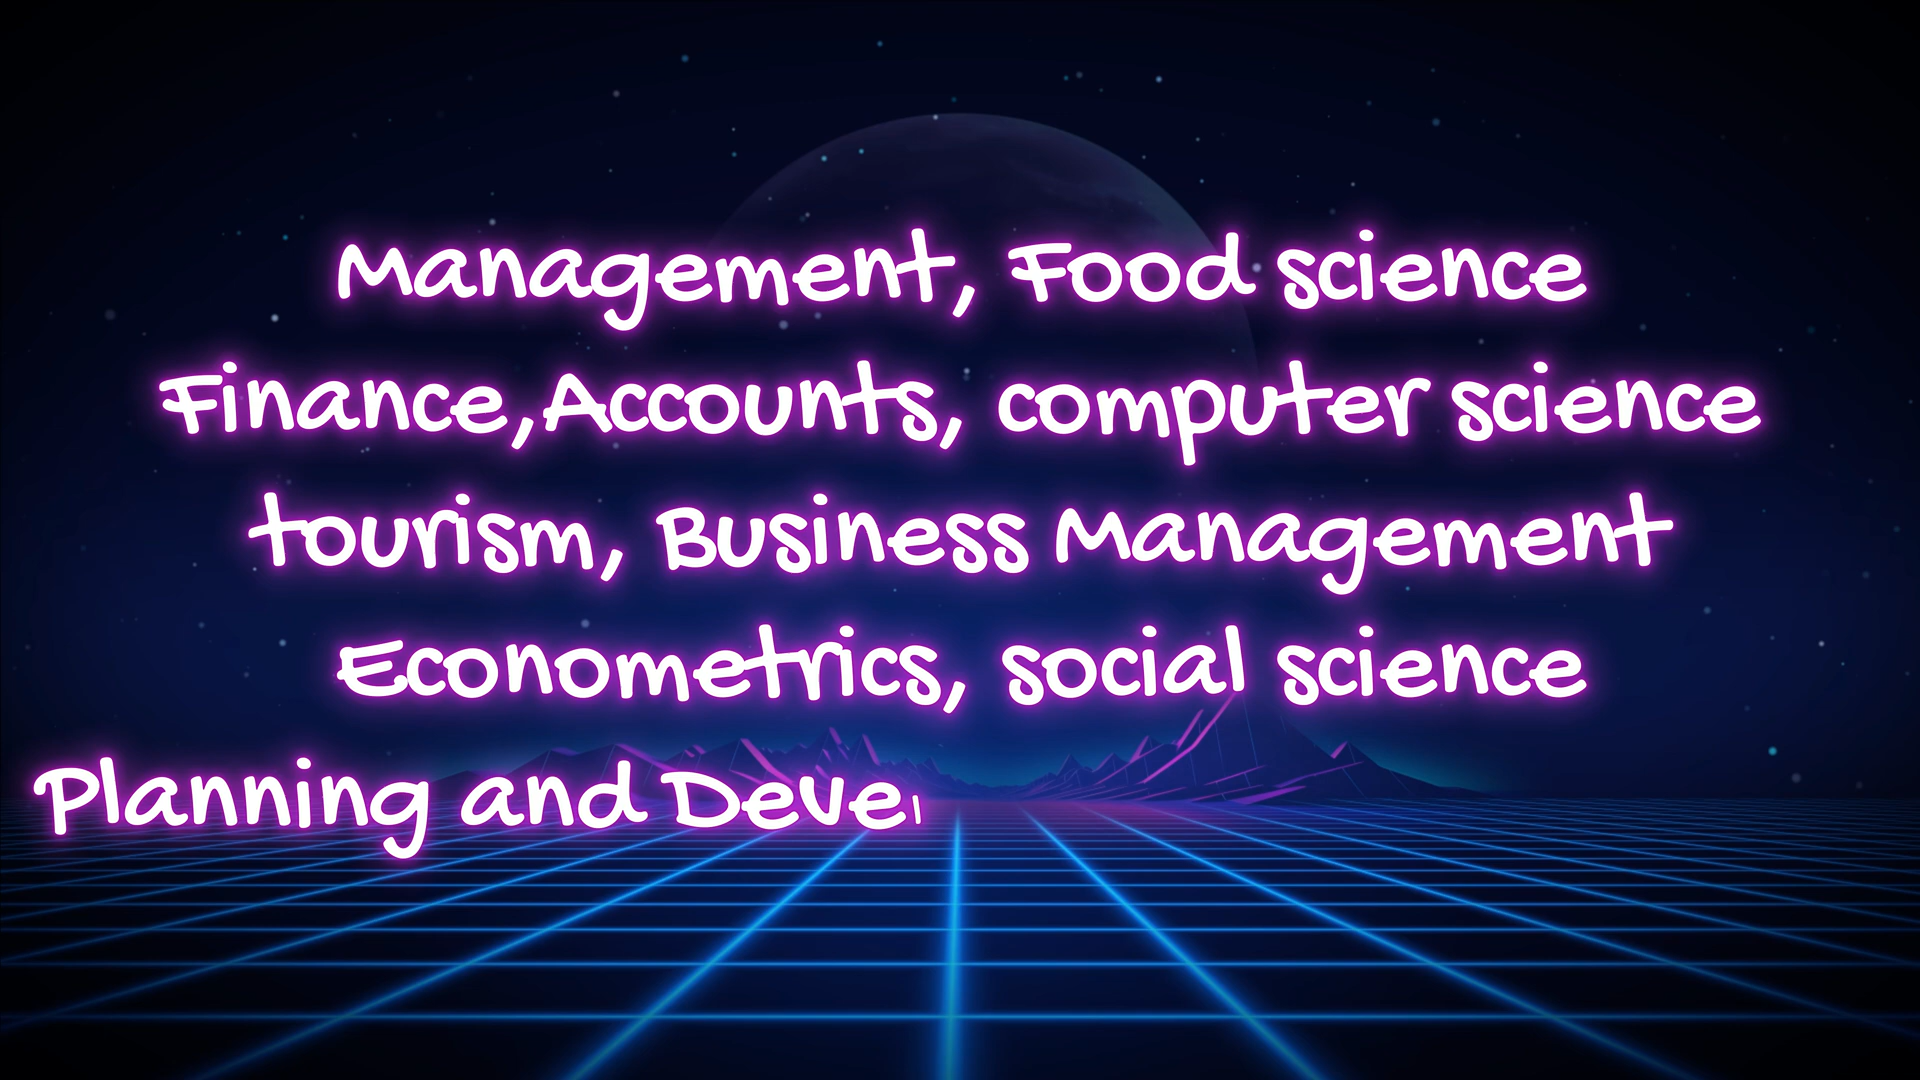 Management, Food science
Finance,Accounts, computer science
tourism, Business Management
Econometrics, social science
Planning and Deve